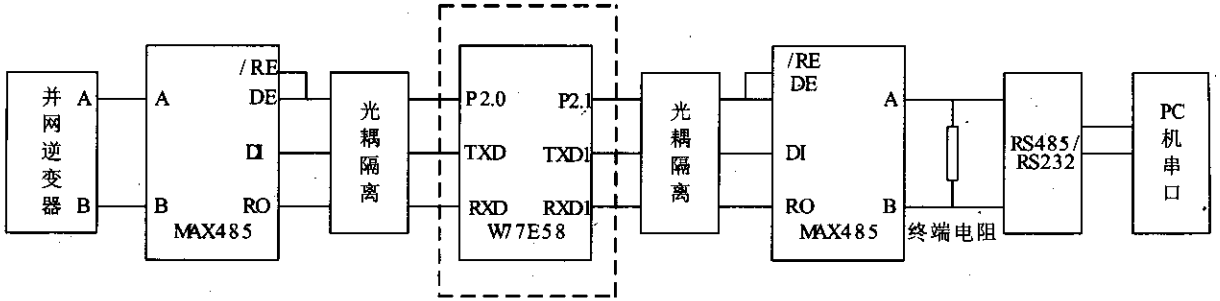 并网逆变器
A
B
A
B
/RE
DE
DI
RO
MAX485
光耦隔离
P2.0
TXD
RXD
P2.1
TXD1
RXD1
W77E58
光耦隔离
/RE
DE
DI
RO
A
B
MAX485
终端电阻
RS485/
RS232
PC
机串口